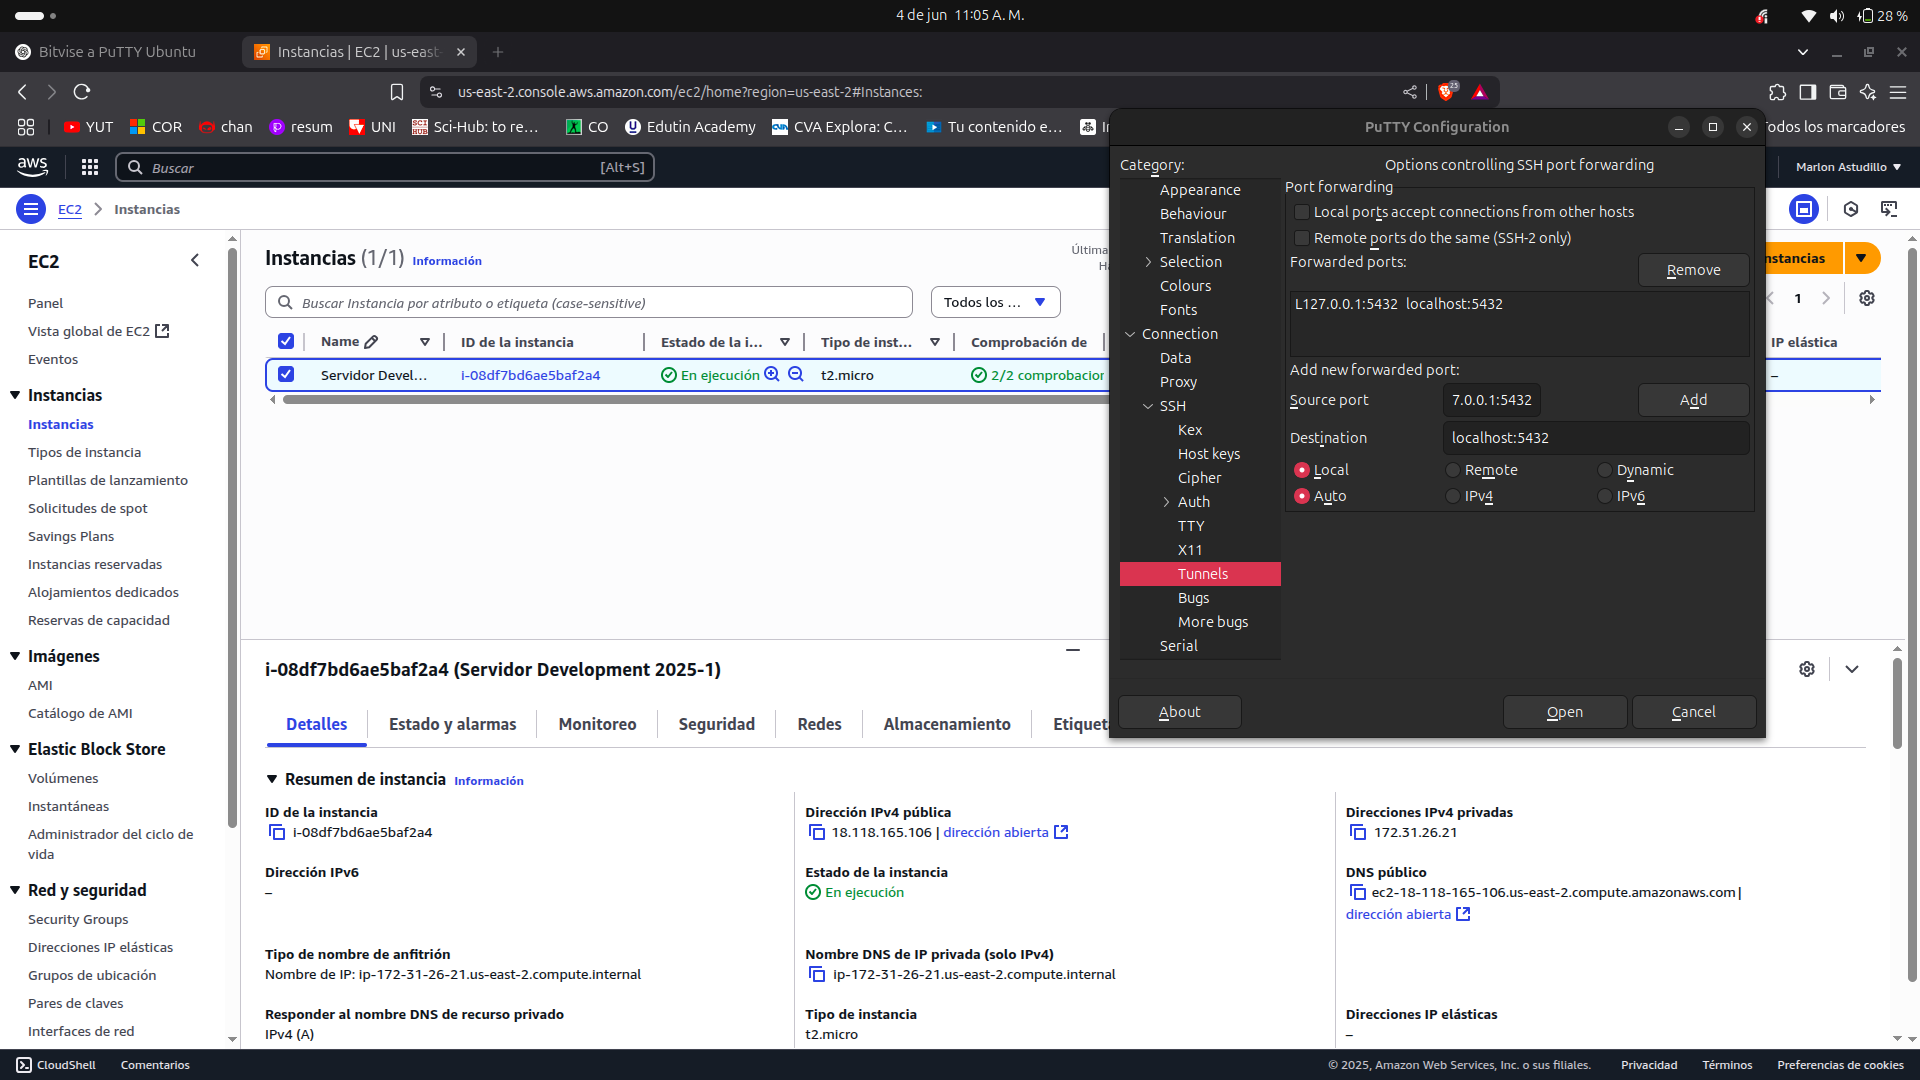 4 de jun 11:05 A. M.
28 %
Bitvise a PuTTY Ubuntu
Instancias | EC2 | us-east-
us-east-2.console.aws.amazon.com/ec2/home?region=us-east-2#Instances:
25
YUT
COR
chan
resum
UNI
Sci-Hub: to re...
CO
Edutin Academy
CVA Explora: C...
Tu contenido e...
Todos los marcadores
aws
Buscar
[Alt+S]
Marlon Astudillo
EC2
Instancias
EC2
Panel
Vista global de EC2
Eventos
Instancias
Instancias
Tipos de instancia
Plantillas de lanzamiento
Solicitudes de spot
Savings Plans
Instancias reservadas
Alojamientos dedicados
Reservas de capacidad
Imágenes
AMI
Catálogo de AMI
Elastic Block Store
Volúmenes
Instantáneas
Administrador del ciclo de
vida
Red y seguridad
Security Groups
Direcciones IP elásticas
Grupos de ubicación
Pares de claves
Interfaces de red
Instancias (1/1) Información
Última
Ha
nstancias
Buscar Instancia por atributo o etiqueta (case-sensitive)
Todos los ...
1
Name
ID de la instancia
Estado de la i...
Tipo de inst...
Comprobación de
IP elástica
Servidor Devel...
i-08df7bd6ae5baf2a4
En ejecución
t2.micro
2/2 comprobacior
–
PuTTY Configuration
Category:
Appearance
Behaviour
Translation
Selection
Colours
Fonts
Connection
Data
Proxy
SSH
Kex
Host keys
Cipher
Auth
TTY
X11
Tunnels
Bugs
More bugs
Serial
Options controlling SSH port forwarding
Port forwarding
Local ports accept connections from other hosts
Remote ports do the same (SSH-2 only)
Forwarded ports:
Remove
L127.0.0.1:5432 localhost:5432
Add new forwarded port:
Source port
7.0.0.1:5432
Add
Destination
localhost:5432
Local
Remote
Dynamic
Auto
IPv4
IPv6
About
Open
Cancel
i-08df7bd6ae5baf2a4 (Servidor Development 2025-1)
Detalles
Estado y alarmas
Monitoreo
Seguridad
Redes
Almacenamiento
Etiquet
Resumen de instancia Información
ID de la instancia
i-08df7bd6ae5baf2a4
Dirección IPv4 pública
18.118.165.106 | dirección abierta
Direcciones IPv4 privadas
172.31.26.21
Dirección IPv6
–
Estado de la instancia
En ejecución
DNS público
ec2-18-118-165-106.us-east-2.compute.amazonaws.com |
dirección abierta
Tipo de nombre de anfitrión
Nombre de IP: ip-172-31-26-21.us-east-2.compute.internal
Nombre DNS de IP privada (solo IPv4)
ip-172-31-26-21.us-east-2.compute.internal
Responder al nombre DNS de recurso privado
IPv4 (A)
Tipo de instancia
t2.micro
Direcciones IP elásticas
–
CloudShell
Comentarios
© 2025, Amazon Web Services, Inc. o sus filiales.
Privacidad
Términos
Preferencias de cookies